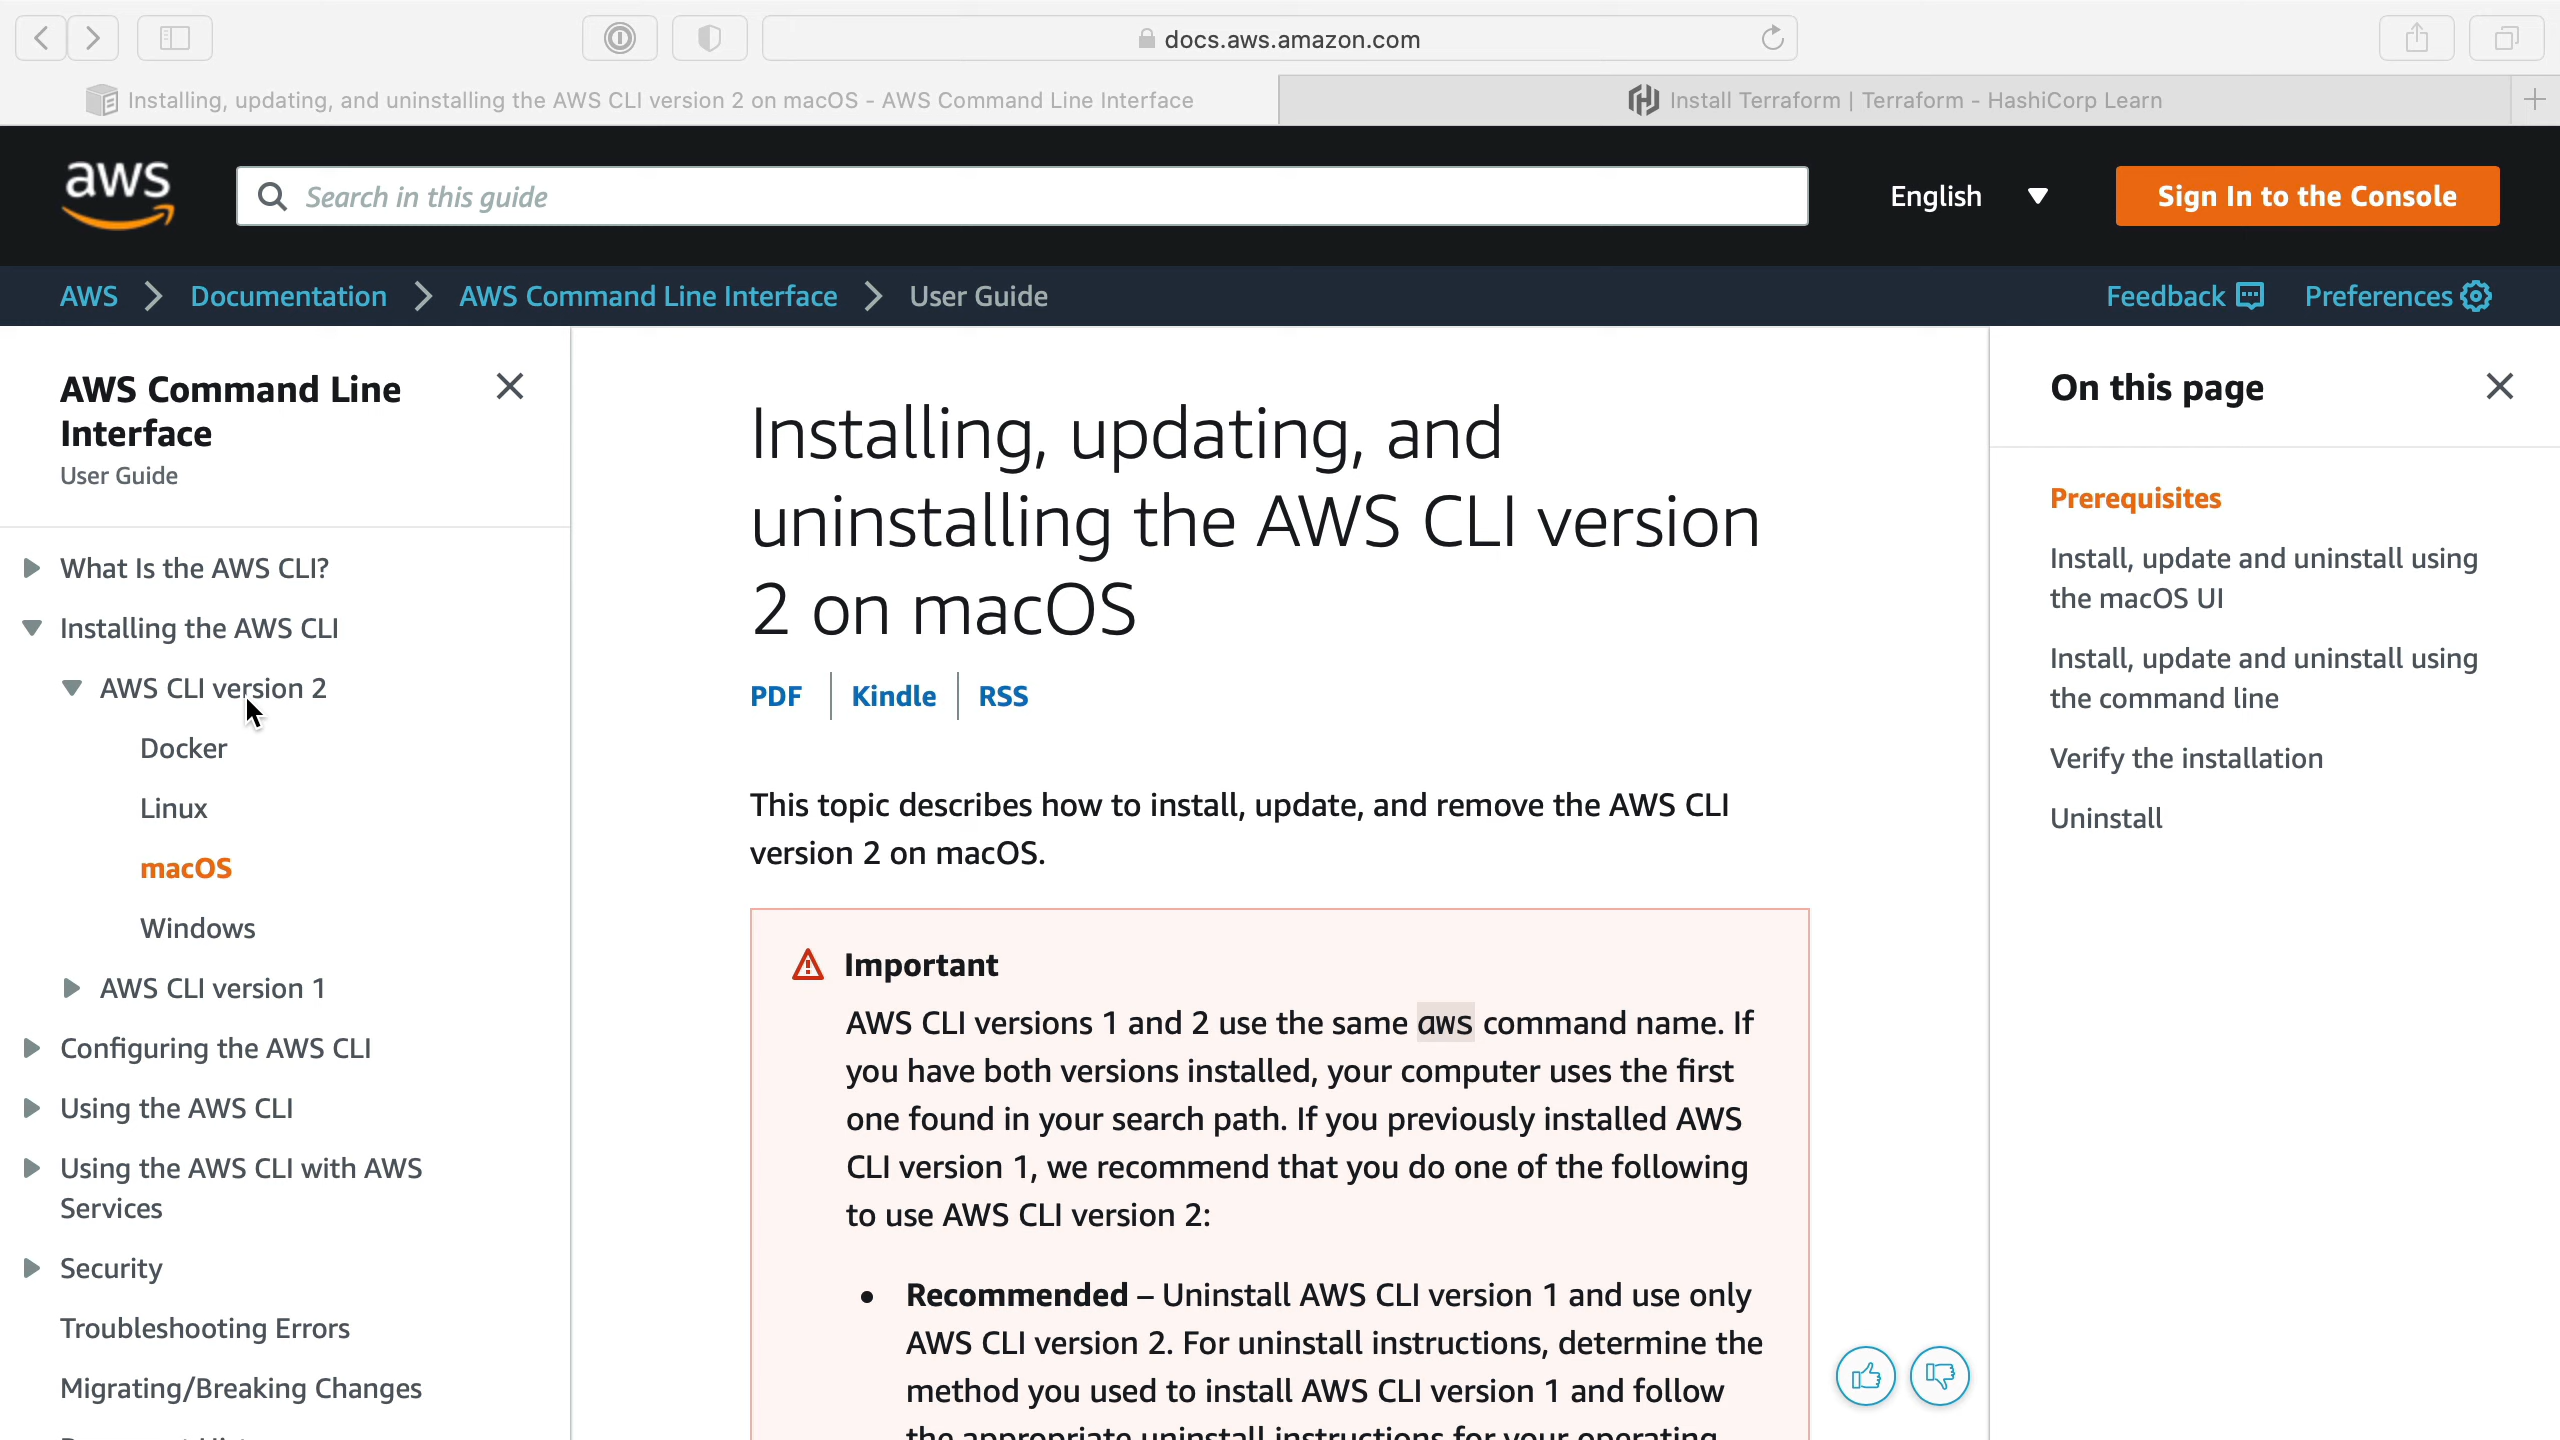 docs.aws.amazon.com
Installing, updating, and uninstalling the AWS CLI version 2 on macOS - AWS Command Line Interface
Install Terraform | Terraform - HashiCorp Learn
aws
Search in this guide
English
Sign In to the Console
AWS
Documentation
AWS Command Line Interface
User Guide
Feedback
Preferences
AWS Command Line
Interface
User Guide
What Is the AWS CLI?
Installing the AWS CLI
AWS CLI version 2
Docker
Linux
macOS
Windows
AWS CLI version 1
Configuring the AWS CLI
Using the AWS CLI
Using the AWS CLI with AWS
Services
Security
Troubleshooting Errors
Migrating/Breaking Changes
Installing, updating, and
uninstalling the AWS CLI version
2 on macOS
PDF
Kindle
RSS
This topic describes how to install, update, and remove the AWS CLI
version 2 on macOS.
Important
AWS CLI versions 1 and 2 use the same aws command name. If
you have both versions installed, your computer uses the first
one found in your search path. If you previously installed AWS
CLI version 1, we recommend that you do one of the following
to use AWS CLI version 2:
• Recommended – Uninstall AWS CLI version 1 and use only
AWS CLI version 2. For uninstall instructions, determine the
method you used to install AWS CLI version 1 and follow
the appropriate uninstall instructions for your operating
On this page
Prerequisites
Install, update and uninstall using
the macOS UI
Install, update and uninstall using
the command line
Verify the installation
Uninstall